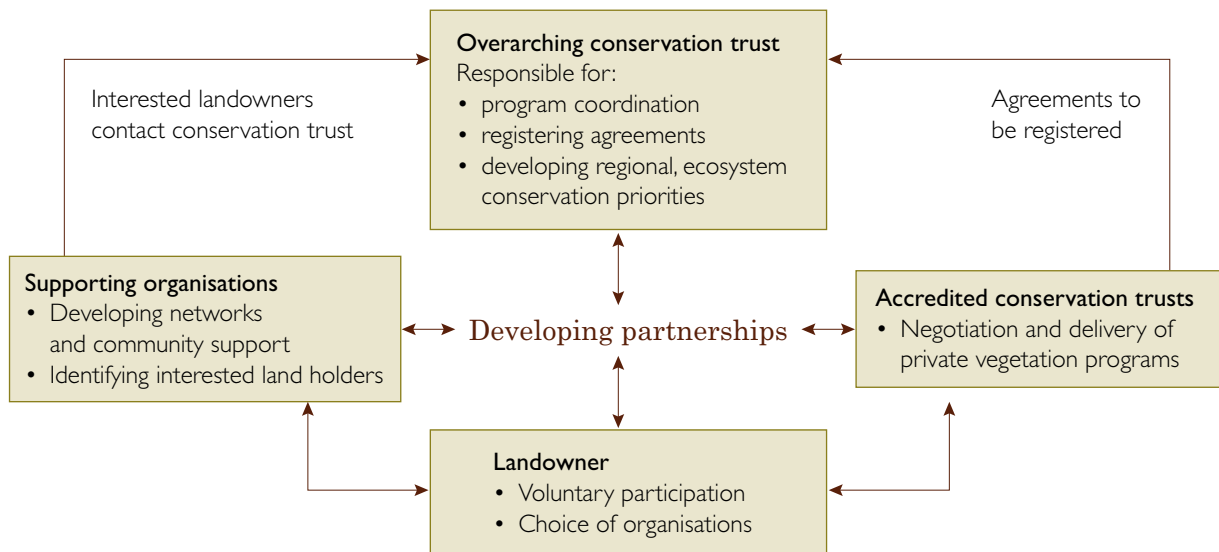 Overarching conservation trust
Responsible for:
• program coordination
• registering agreements
• developing regional, ecosystem
conservation priorities
Interested landowners
contact conservation trust
Agreements to
be registered
Supporting organisations
• Developing networks
and community support
• Identifying interested land holders
Developing partnerships
Accredited conservation trusts
• Negotiation and delivery of
private vegetation programs
Landowner
• Voluntary participation
• Choice of organisations